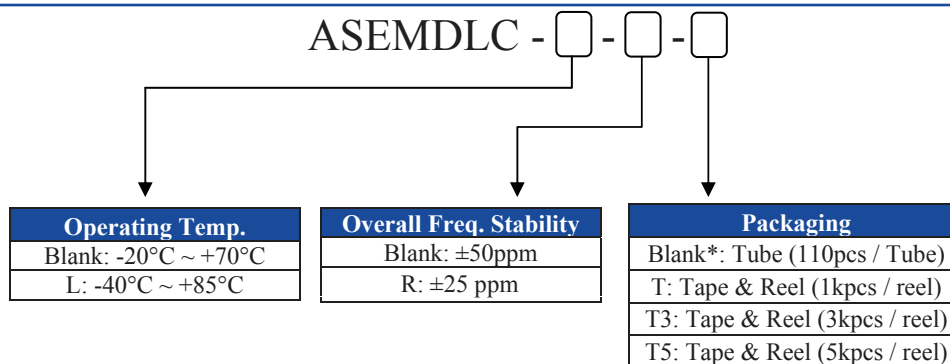 ASEMDLC - - -
Operating Temp.
Blank: -20°C ~ +70°C
L: -40°C ~ +85°C
Overall Freq. Stability
Blank: ±50ppm
R: ±25 ppm
Packaging
Blank*: Tube (110pcs / Tube)
T: Tape & Reel (1kpcs / reel)
T3: Tape & Reel (3kpcs / reel)
T5: Tape & Reel (5kpcs / reel)